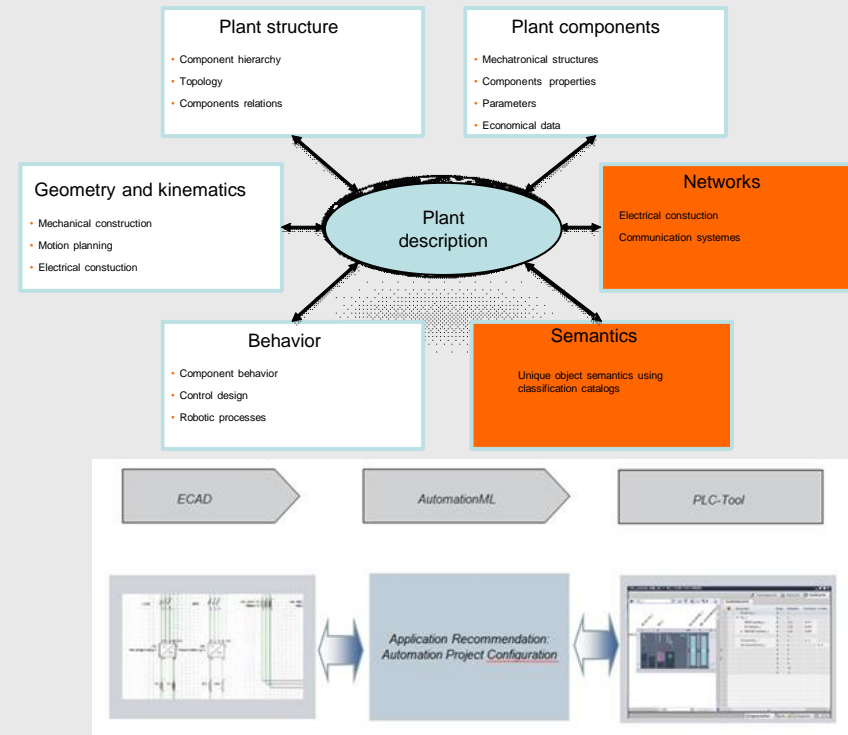 Plant structure
• Component hierarchy
• Topology
• Components relations
Plant components
• Mechatronical structures
• Components properties
• Parameters
• Economical data
Geometry and kinematics
• Mechanical construction
• Motion planning
• Electrical constuction
Plant
description
Networks
Electrical constuction
Communication systemes
Behavior
• Component behavior
• Control design
• Robotic processes
Semantics
Unique object semantics using
classification catalogs
ECAD
AutomationML
PLC-Tool
Application Recommendation:
Automation Project Configuration